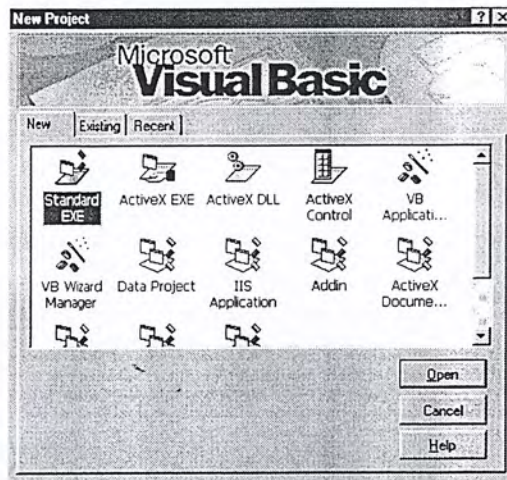 New Project
Microsoft
Visual Basic
New Existing Recent
Standard EXE
ActiveX EXE
ActiveX DLL
ActiveX Control
VB Applicati...
VB Wizard Manager
Data Project
IIS Application
Addin
ActiveX Docume...
Open
Cancel
Help